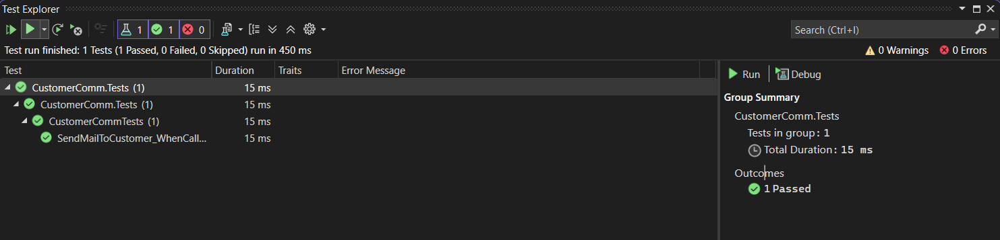 Test Explorer
1 1 0
Search (Ctrl+I)
Test run finished: 1 Tests (1 Passed, 0 Failed, 0 Skipped) run in 450 ms
0 Warnings 0 Errors
Test Duration Traits Error Message
CustomerComm.Tests (1) 15 ms
CustomerComm.Tests (1) 15 ms
CustomerCommTests (1) 15 ms
SendMailToCustomer_WhenCall... 15 ms
Run Debug
Group Summary
CustomerComm.Tests
Tests in group: 1
Total Duration: 15 ms
Outcomes
1 Passed